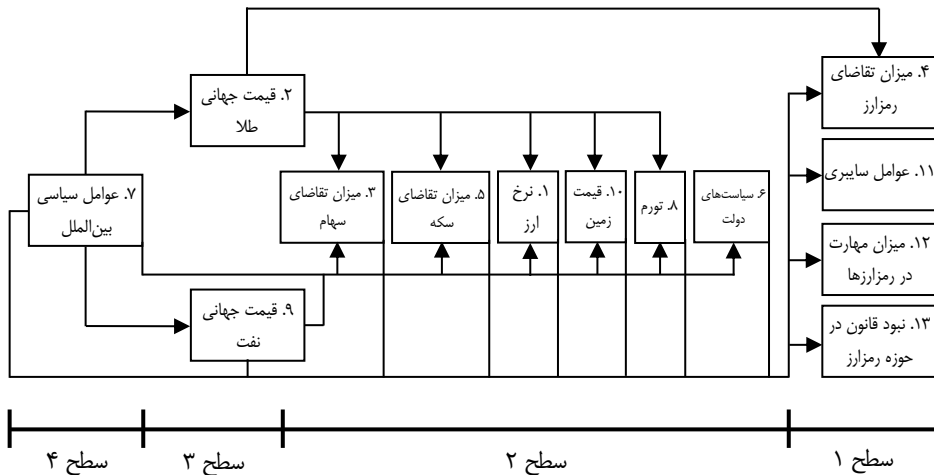 ۴. میزان تقاضای
رمزارز
۲. قیمت جهانی
طلا
۱۱. عوامل سایبری
۷. عوامل سیاسی
بین‌الملل
۳. میزان تقاضای
سهام
۵. میزان تقاضای
سکه
۱. نرخ
ارز
۱۰. قیمت
زمین
۸. تورم
۶. سیاست‌های
دولت
۱۲. میزان مهارت
در رمزارزها
۹. قیمت جهانی
نفت
۱۳. نبود قانون در
حوزه رمزارز
سطح ۱
سطح ۲
سطح ۳
سطح ۴